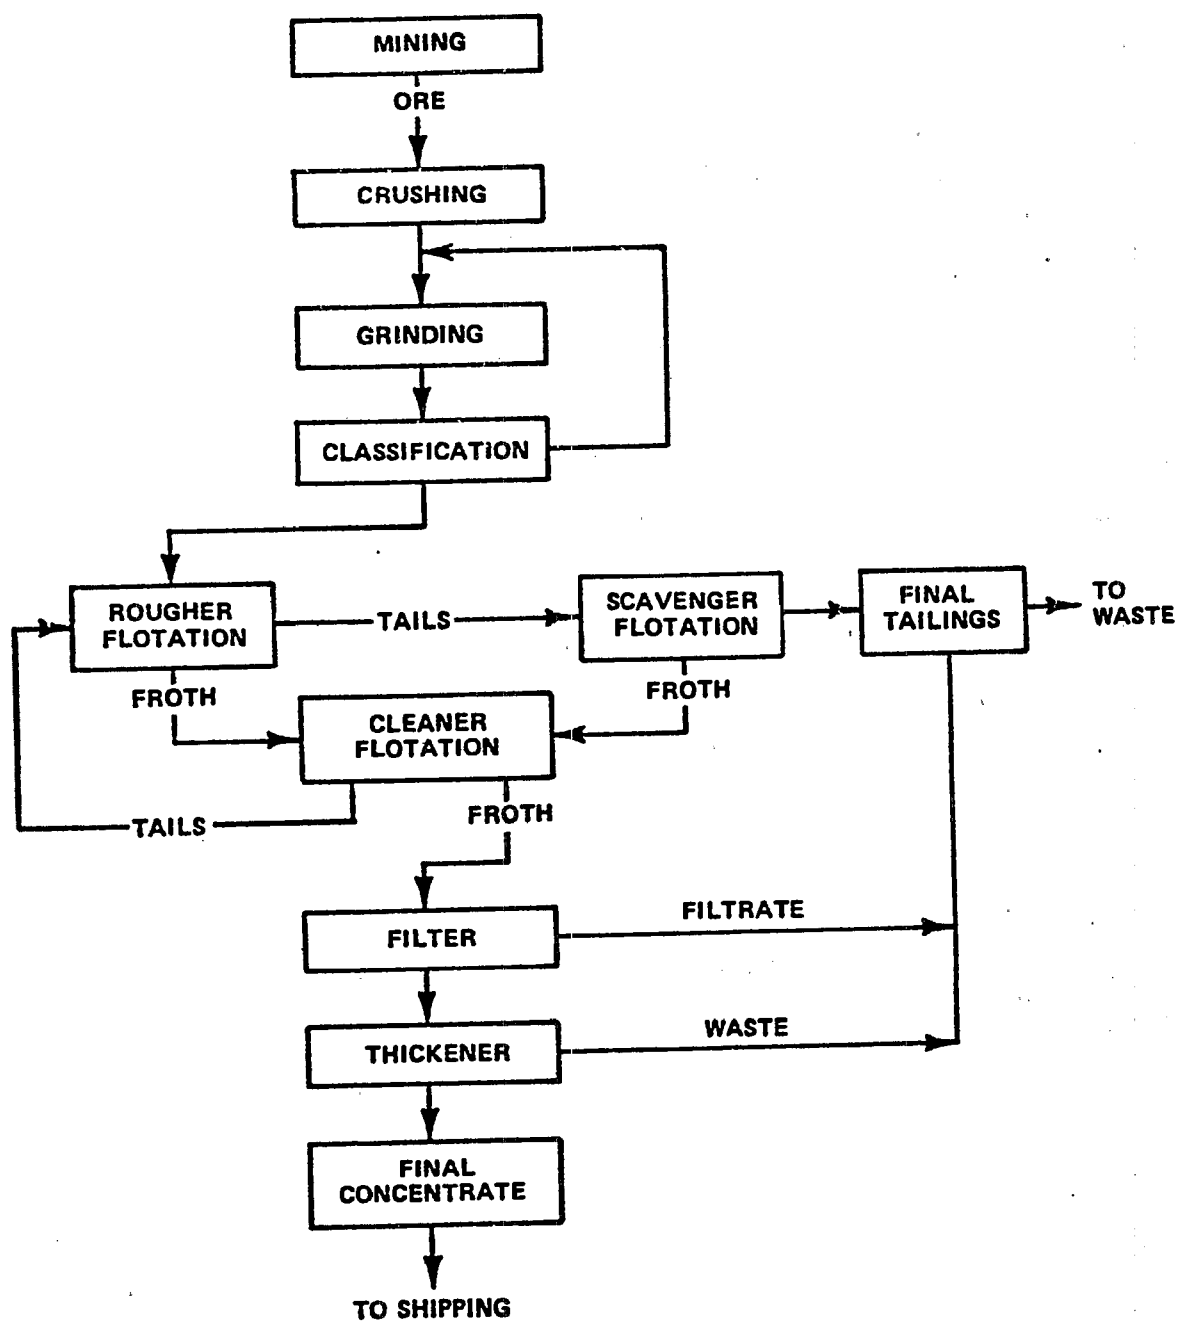 MINING
ORE
CRUSHING
GRINDING
CLASSIFICATION
ROUGHER
FLOTATION
TAILS
SCAVENGER
FLOTATION
FINAL
TAILINGS
TO
WASTE
FROTH
FROTH
CLEANER
FLOTATION
TAILS
FROTH
FILTER
FILTRATE
THICKENER
WASTE
FINAL
CONCENTRATE
TO SHIPPING